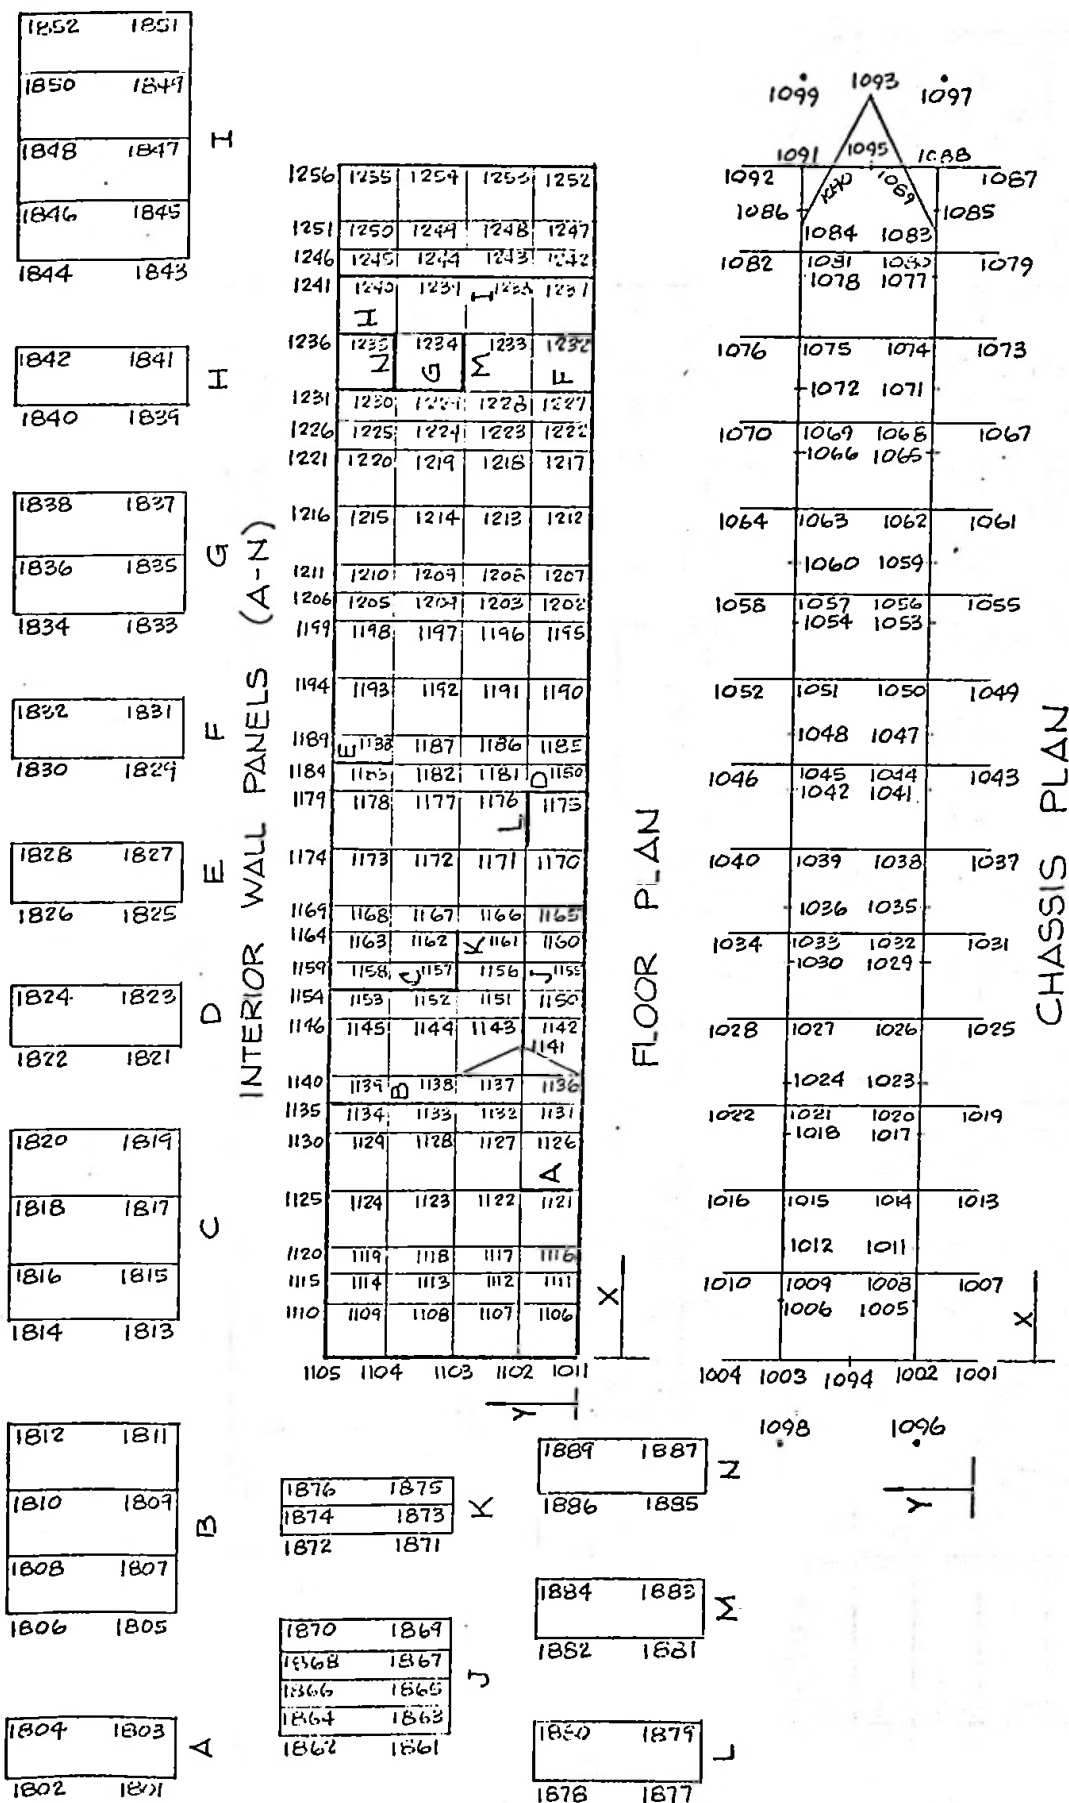 1852 1851
1850 1849
1848 1847
1846 1845
1844 1843
I
1842 1841
1840 1839
H
1838 1837
1836 1835
1834 1833
G
1832 1831
1830 1829
F
1828 1827
1826 1825
E
1824 1823
1822 1821
D
1820 1819
1818 1817
1816 1815
1814 1813
C
1812 1811
1810 1809
1808 1807
1806 1805
B
1804 1803
1802 1801
A
INTERIOR WALL PANELS (A-N)
1256 1255 1254 1253 1252
1251 1250 1249 1248 1247
1246 1245 1244 1243 1242
1241 1240 1239 1238 1237
H I
1236 1235 1234 1233 1232
N G M F
1231 1230 1229 1228 1227
1226 1225 1224 1223 1222
1221 1220 1219 1218 1217
1216 1215 1214 1213 1212
1211 1210 1209 1208 1207
1206 1205 1204 1203 1202
1199 1198 1197 1196 1195
1194 1193 1192 1191 1190
1189 E 1188 1187 1186 1185
1184 1183 1182 1181 D 1180
1179 1178 1177 1176 1175
L
1174 1173 1172 1171 1170
1169 1168 1167 1166 1165
1164 1163 1162 K 1161 1160
1159 1158 C 1157 1156 J 1155
1154 1153 1152 1151 1150
1146 1145 1144 1143 1142
1141
1140 1139 B 1138 1137 1136
1135 1134 1133 1132 1131
1130 1129 1128 1127 1126
A
1125 1124 1123 1122 1121
1120 1119 1118 1117 1116
1115 1114 1113 1112 1111
1110 1109 1108 1107 1106
1105 1104 1103 1102 1011
X
Y
FLOOR PLAN
1876 1875
1874 1873
1872 1871
K
1870 1869
1868 1867
1866 1865
1864 1863
1862 1861
J
1889 1887
1886 1885
N
1884 1883
1882 1881
M
1880 1879
1878 1877
L
1099 1093 1097
1091 1095 1088
1092 1090 1089 1087
1086 1085
1084 1083
1082 1081 1080 1079
1078 1077
1076 1075 1074 1073
1072 1071
1070 1069 1068 1067
1066 1065
1064 1063 1062 1061
1060 1059
1058 1057 1056 1055
1054 1053
1052 1051 1050 1049
1048 1047
1046 1045 1044 1043
1042 1041
1040 1039 1038 1037
1036 1035
1034 1033 1032 1031
1030 1029
1028 1027 1026 1025
1024 1023
1022 1021 1020 1019
1018 1017
1016 1015 1014 1013
1012 1011
1010 1009 1008 1007
1006 1005
1004 1003 1094 1002 1001
1098 1096
X
Y
CHASSIS PLAN